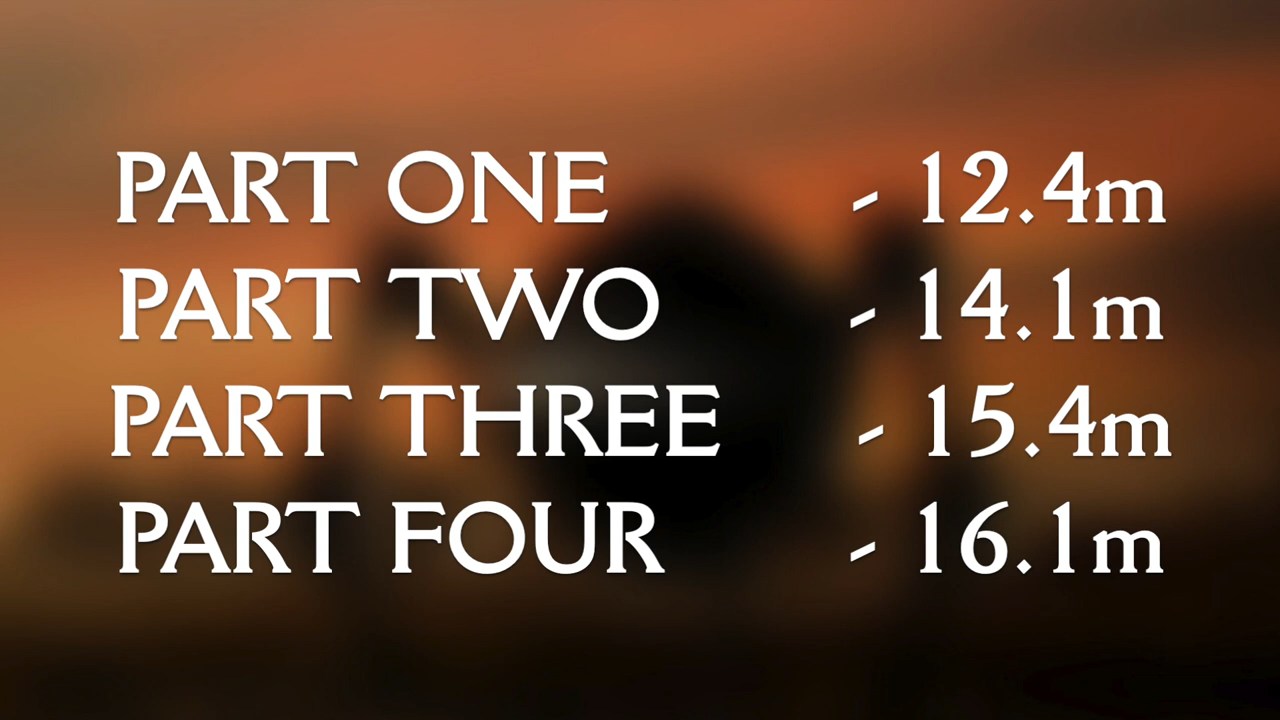 PART ONE - 12.4m
PART TWO - 14.1m
PART THREE - 15.4m
PART FOUR - 16.1m